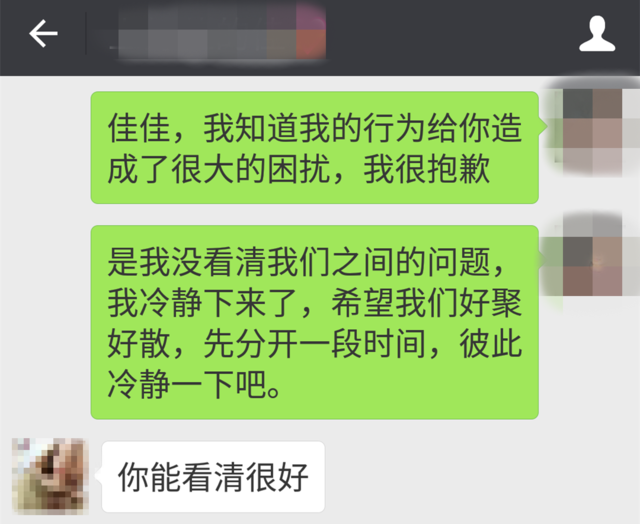 佳佳，我知道我的行为给你造
成了很大的困扰，我很抱歉
是我没看清我们之间的问题，
我冷静下来了，希望我们好聚
好散，先分开一段时间，彼此
冷静一下吧。
你能看清很好